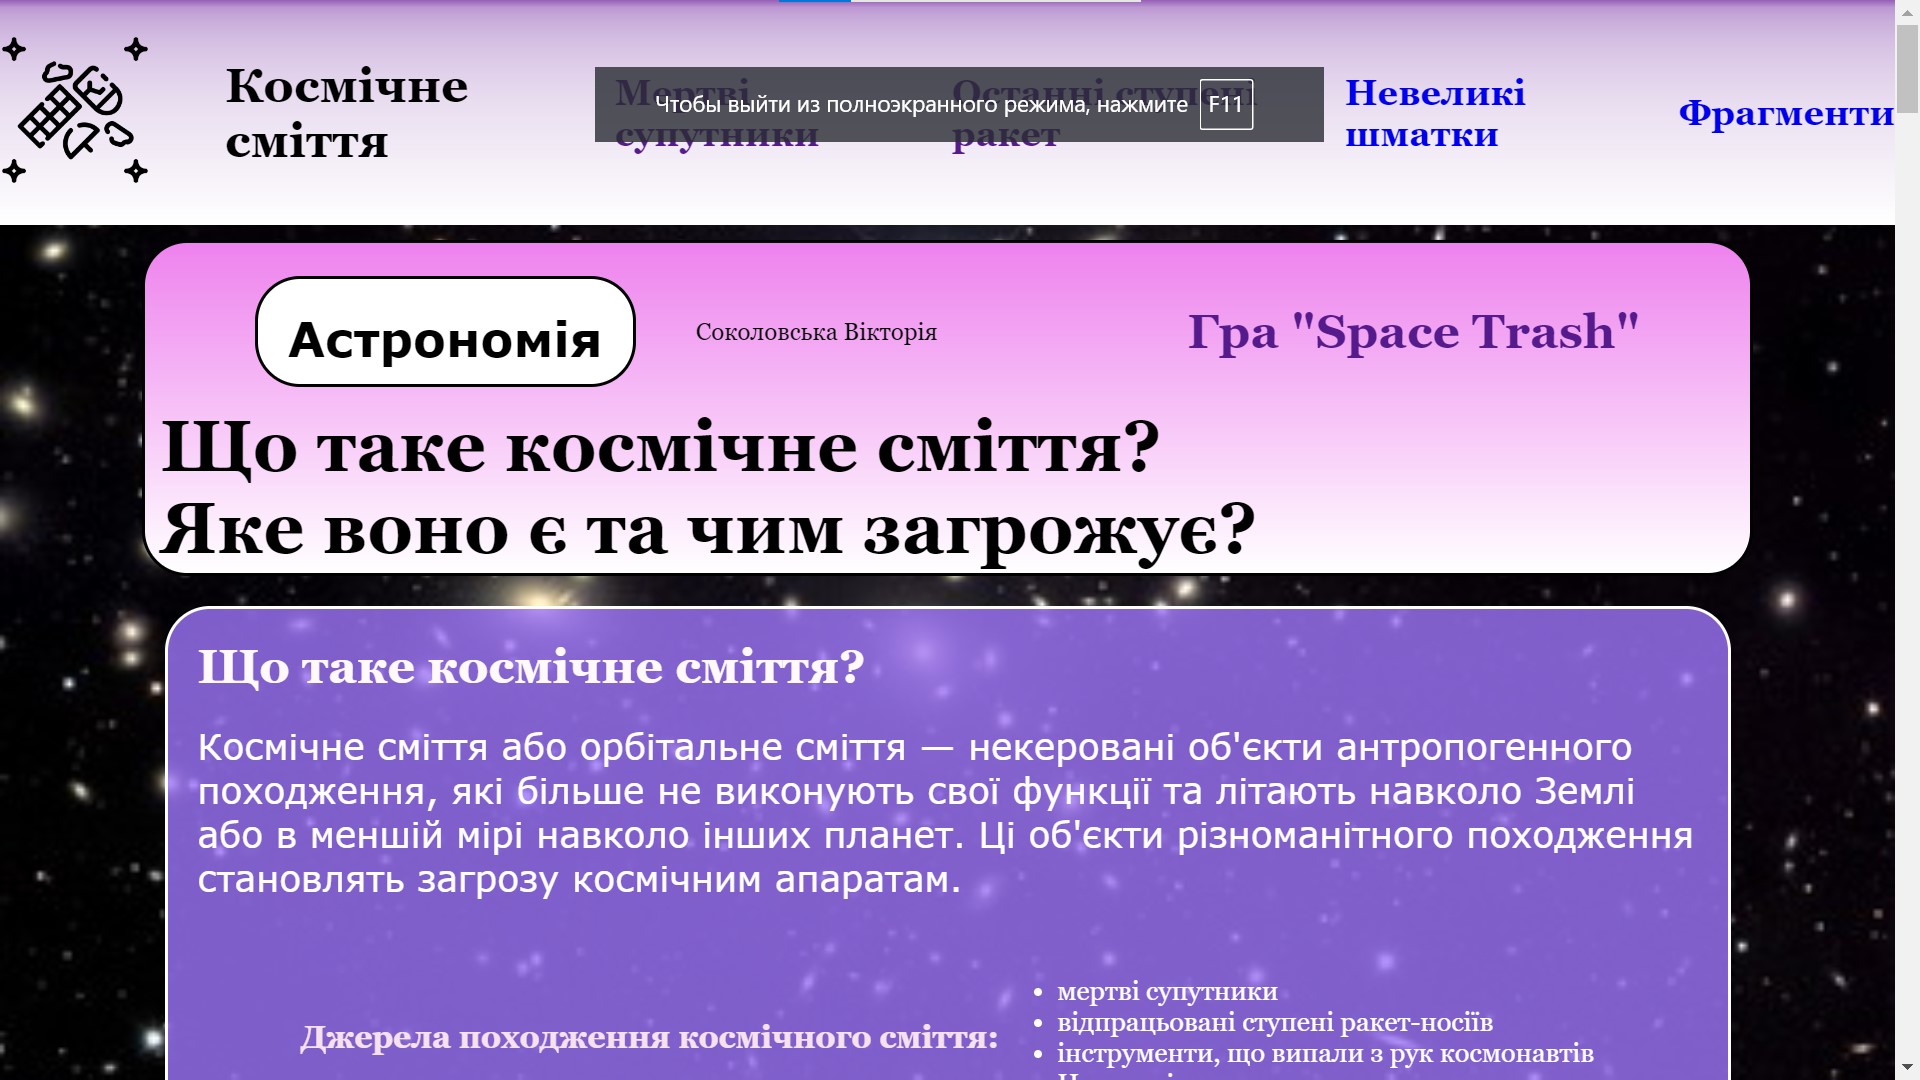 Космічне
сміття
Мертві
супутники
Останні ступені
ракет
Чтобы выйти из полноэкранного режима, нажмите F11
Невеликі
шматки
Фрагменти
Астрономія
Соколовська Вікторія
Гра "Space Trash"
Що таке космічне сміття?
Яке воно є та чим загрожує?
Що таке космічне сміття?
Космічне сміття або орбітальне сміття — некеровані об'єкти антропогенного
походження, які більше не виконують свої функції та літають навколо Землі
або в меншій мірі навколо інших планет. Ці об'єкти різноманітного походження
становлять загрозу космічним апаратам.
Джерела походження космічного сміття:
• мертві супутники
• відпрацьовані ступені ракет-носіїв
• інструменти, що випали з рук космонавтів